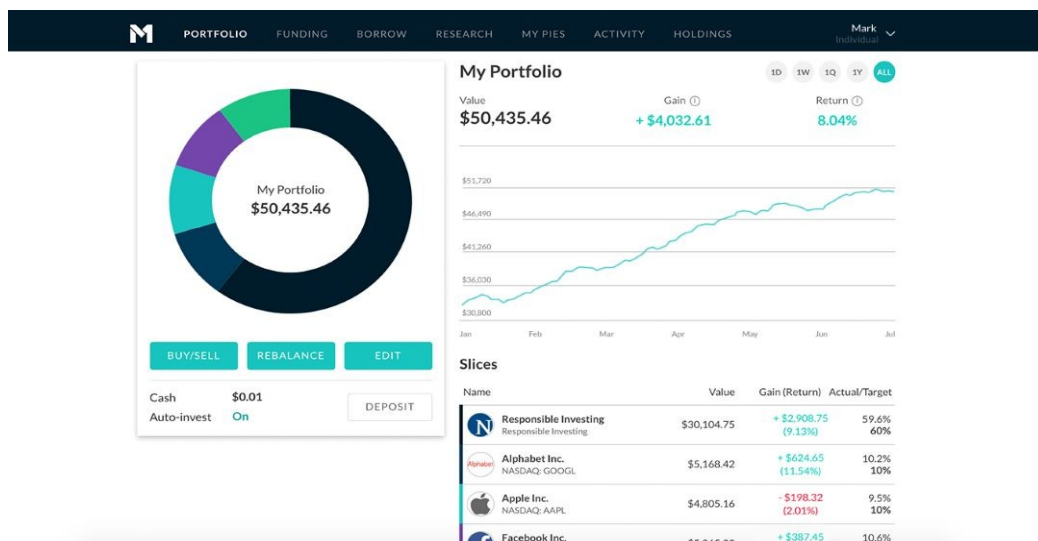 M PORTFOLIO FUNDING BORROW RESEARCH MY PIES ACTIVITY HOLDINGS Mark
Individual
My Portfolio
$50,435.46
BUY/SELL REBALANCE EDIT
Cash $0.01
Auto-invest On
DEPOSIT
My Portfolio 1D 1W 1Q 1Y ALL
Value Gain Return
$50,435.46 + $4,032.61 8.04%
$51,720
$46,490
$41,260
$36,030
$30,800
Jan Feb Mar Apr May Jun Jul
Slices
Name Value Gain (Return) Actual/Target
Responsible Investing $30,104.75 + $2,908.75 59.6%
Responsible Investing (9.13%) 60%
Alphabet
Alphabet Inc. $5,168.42 + $624.65 10.2%
NASDAQ: GOOGL (11.54%) 10%
Apple Inc. $4,805.16 - $198.32 9.5%
NASDAQ: AAPL (2.01%) 10%
Facebook Inc. + $387.45 10.6%